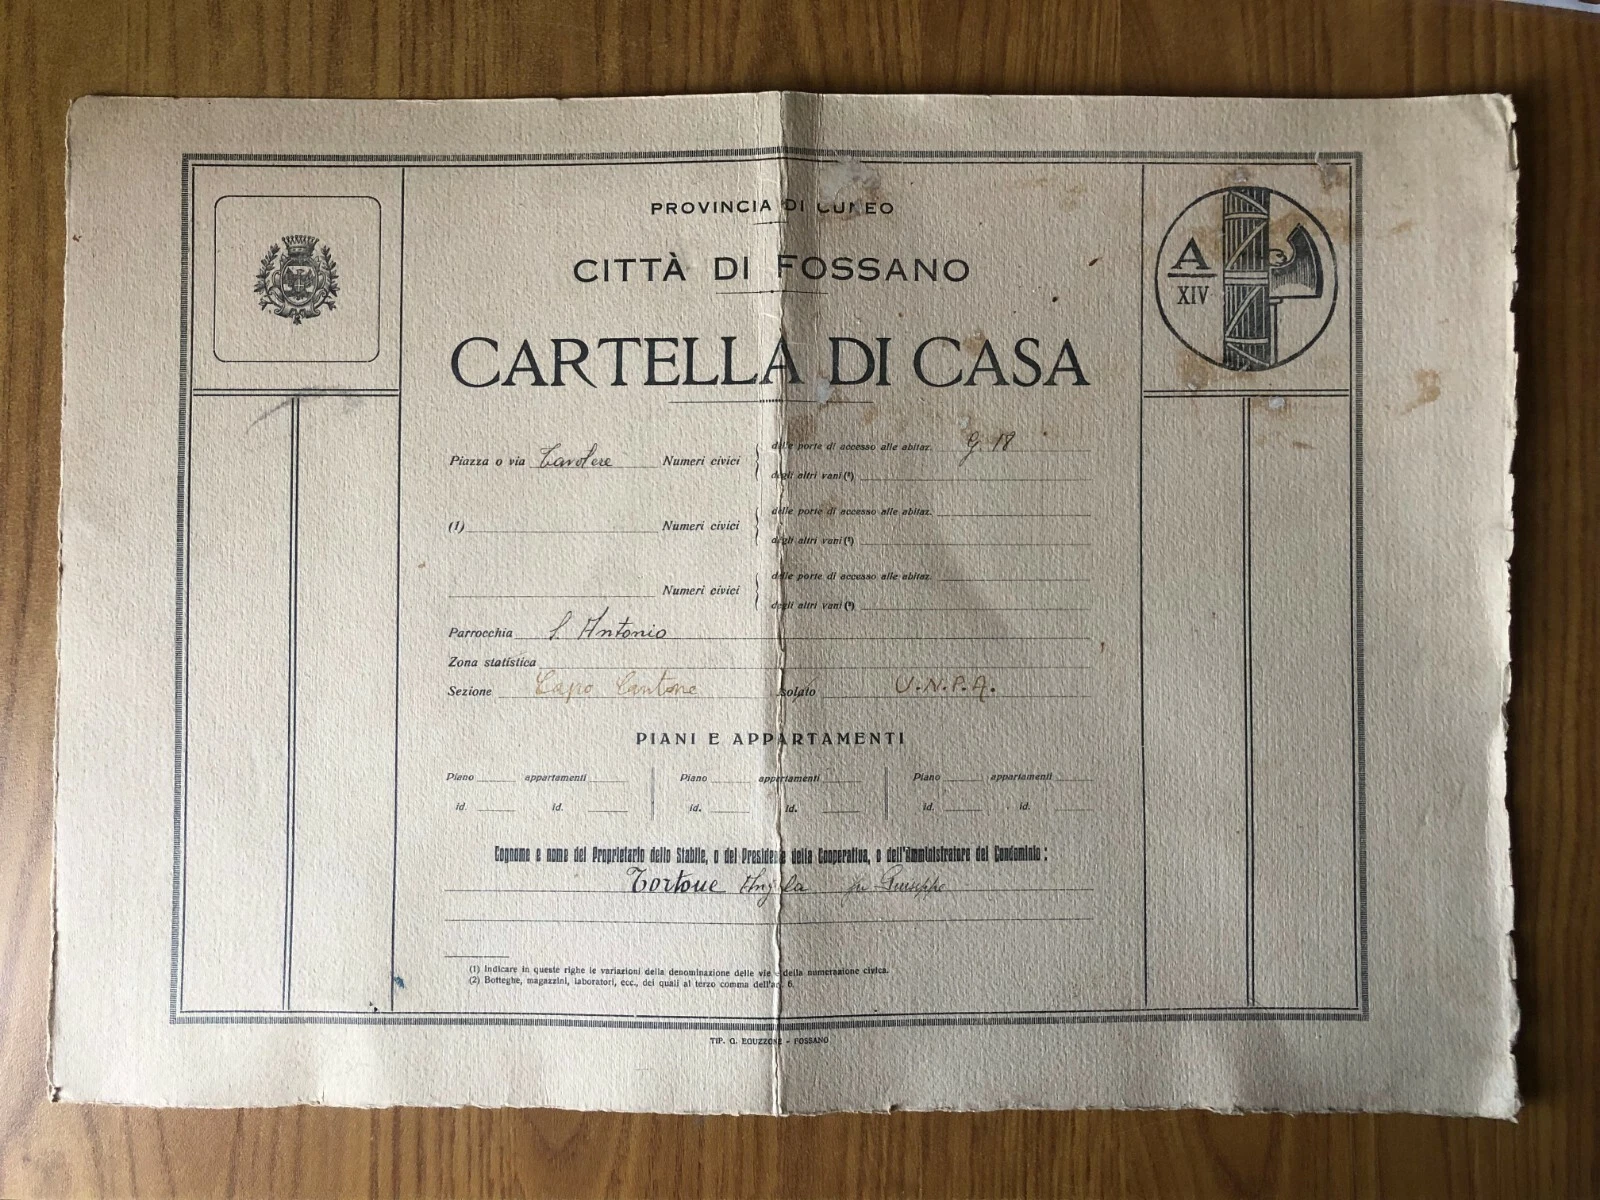 PROVINCIA DI CUNEO
CITTÀ DI FOSSANO
CARTELLA DI CASA
A
XIV
Piazza o via Tavolere Numeri civici delle porte di accesso alle abitaz. G. 18
degli altri vani (²)
(1) Numeri civici delle porte di accesso alle abitaz.
degli altri vani (²)
Numeri civici delle porte di accesso alle abitaz.
degli altri vani (²)
Parrocchia S. Antonio
Zona statistica
Sezione Capo Cantone Isolato U.N.P.A.
PIANI E APPARTAMENTI
Piano appartamenti Piano appartamenti Piano appartamenti
id. id. id. id. id. id.
Cognome e nome del Proprietario dello Stabile, o del Presidente della Cooperativa, o dell'Amministratore del Condominio:
Tortone Angela fu Giuseppe
(1) Indicare in queste righe le variazioni della denominazione delle vie e della numerazione civica.
(2) Botteghe, magazzini, laboratori, ecc., dei quali al terzo comma dell'art. 6.
TIP. G. EGUZZONE - FOSSANO